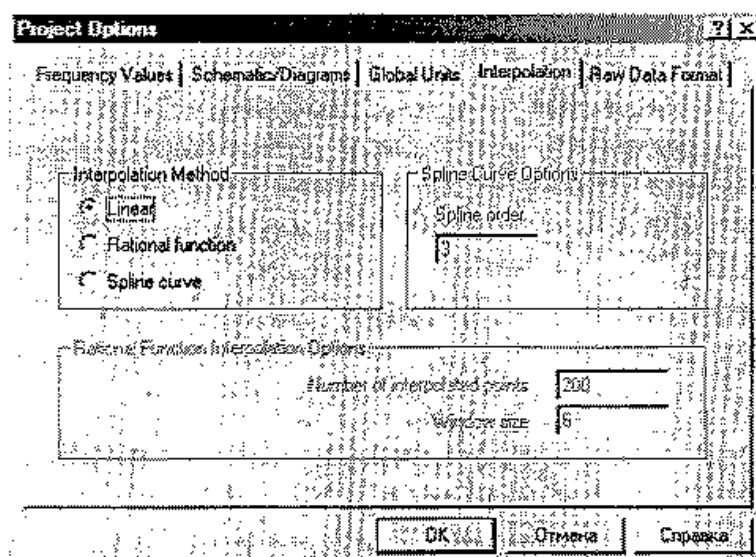 Project Options
Frequency Values
Schematics/Diagrams
Global Units
Interpolation
Raw Data Format
Interpolation Method
Linear
Rational function
Spline curve
Spline Curve Options
Spline order
3
Rational Function Interpolation Options
Number of interpolated points
200
Window size
6
OK
Отмена
Справка